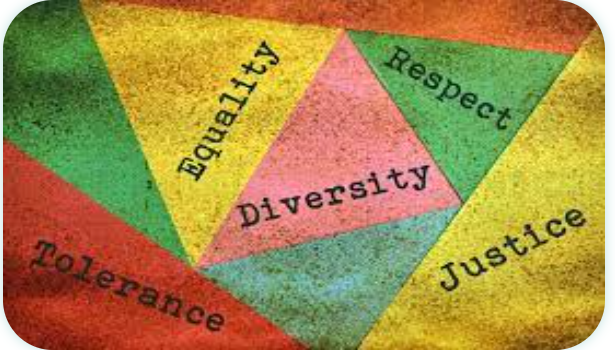 Equality
Respect
Diversity
Justice
Tolerance